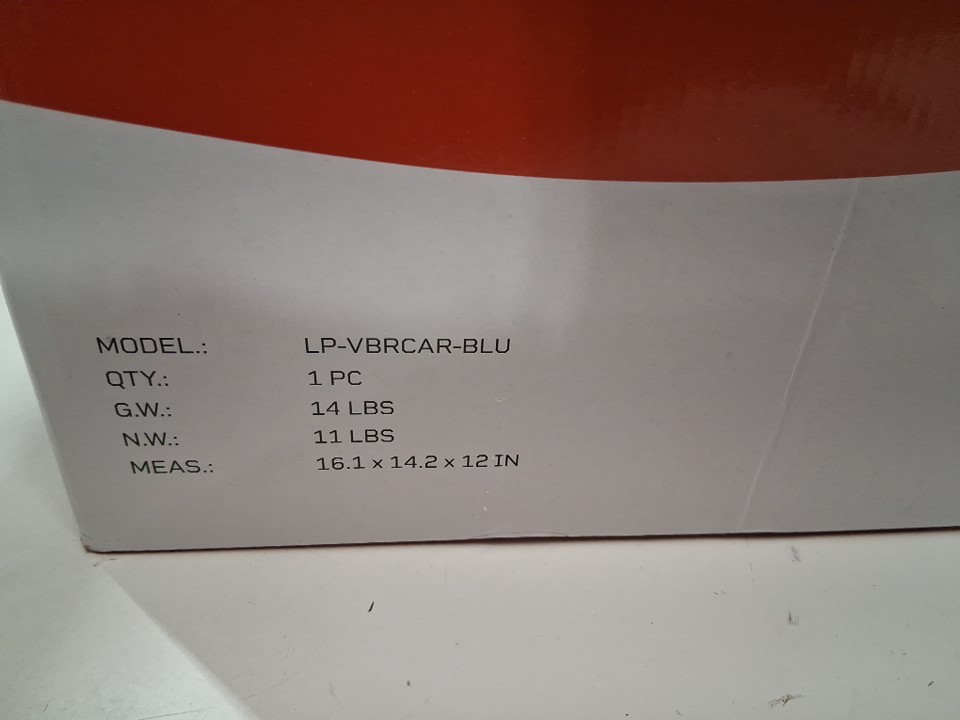 MODEL.: LP-VBRCAR-BLU
QTY.: 1 PC
G.W.: 14 LBS
N.W.: 11 LBS
MEAS.: 16.1 x 14.2 x 12 IN